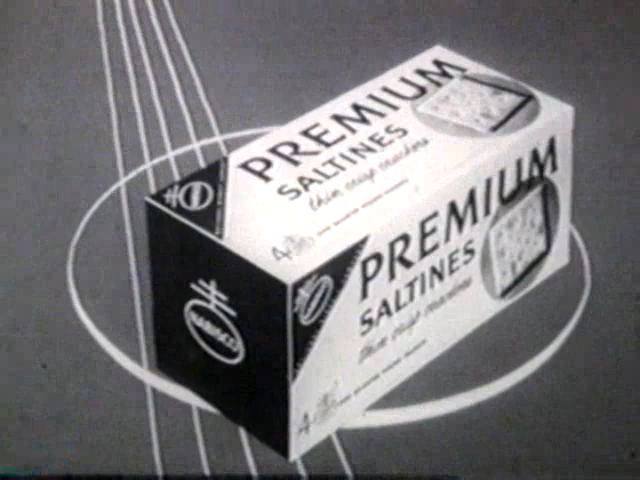 PREMIUM
SALTINES
thin crisp crackers
PREMIUM
SALTINES
thin crisp crackers
NABISCO